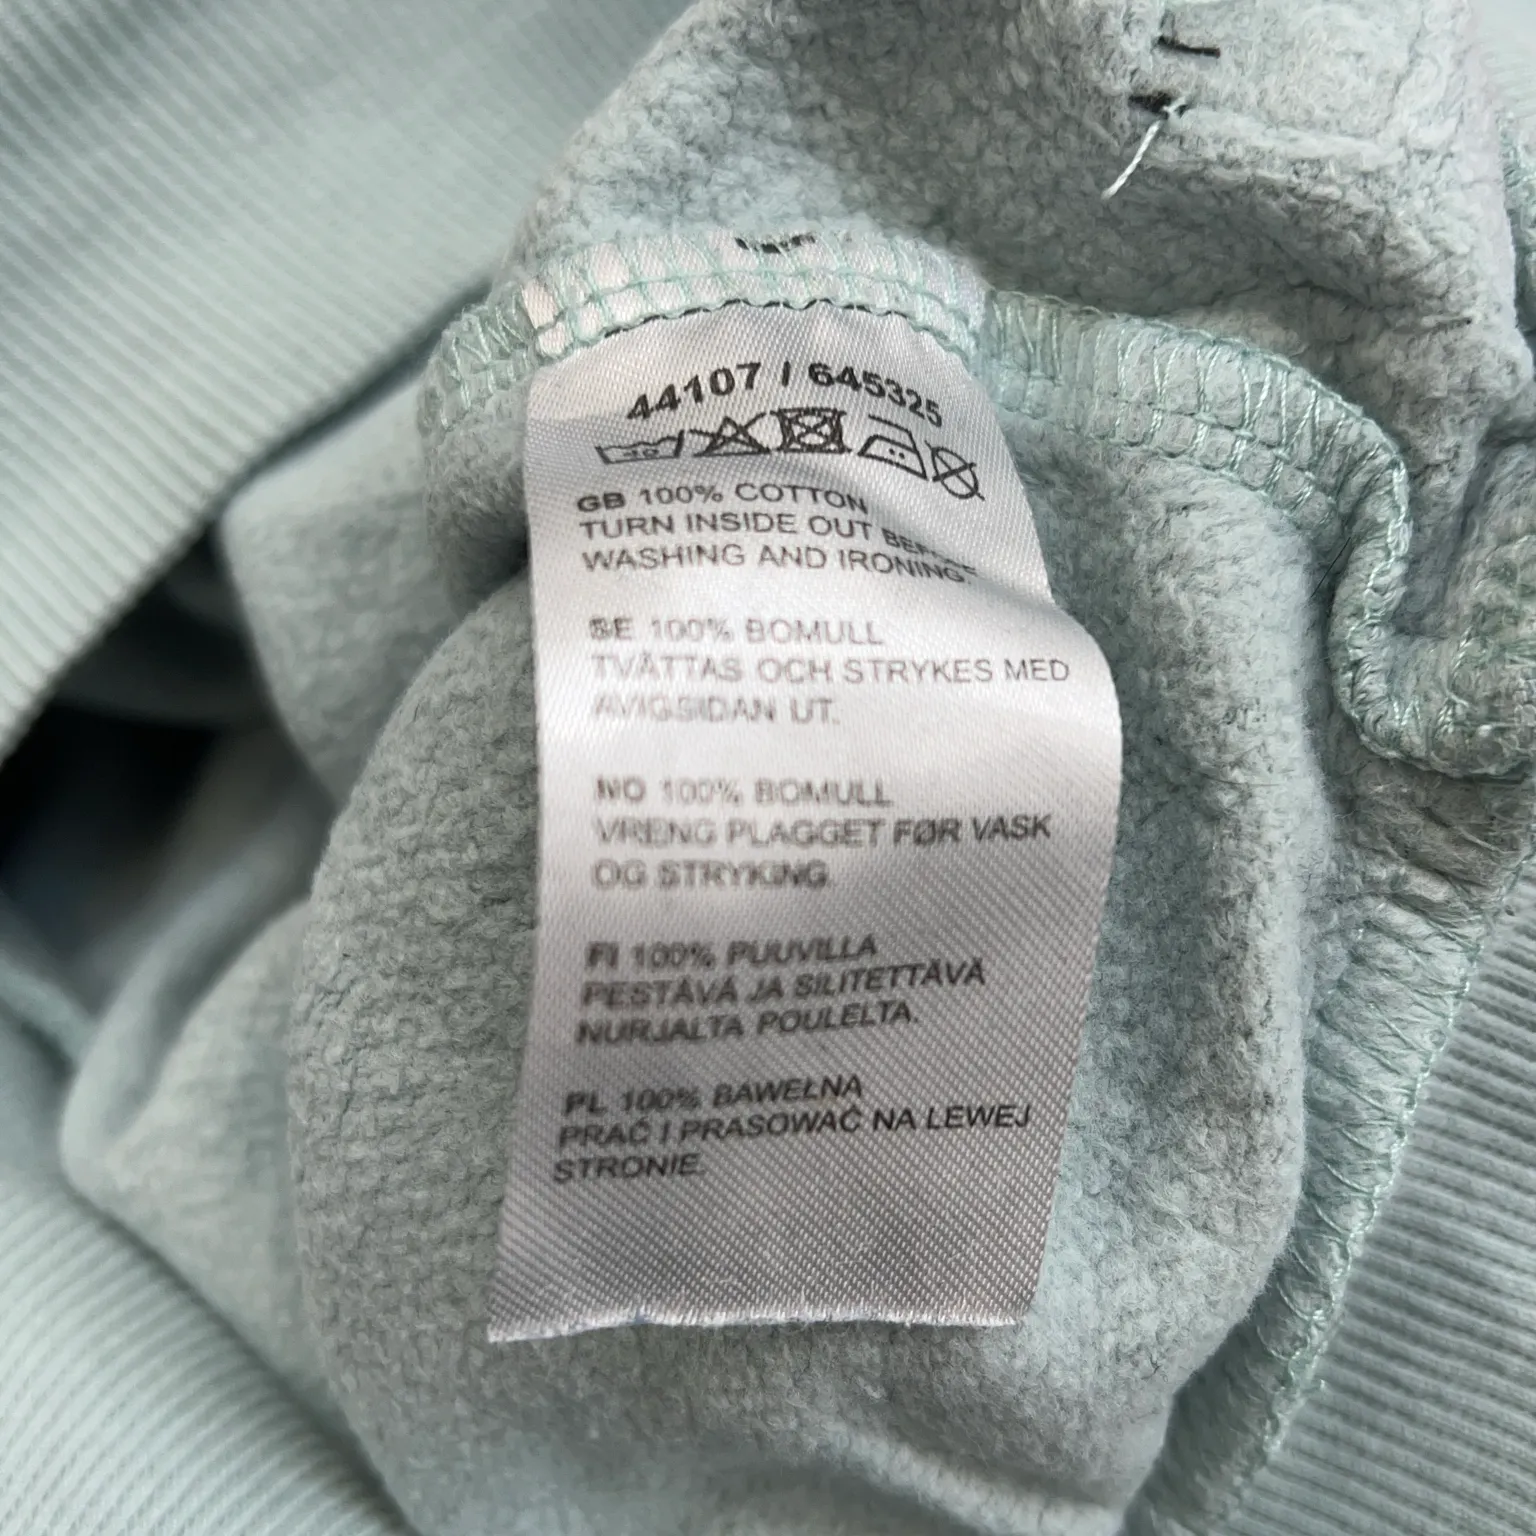 44107 / 645325
40
GB 100% COTTON
TURN INSIDE OUT BEFORE
WASHING AND IRONING.
SE 100% BOMULL
TVÄTTAS OCH STRYKES MED
AVIGSIDAN UT.
NO 100% BOMULL
VRENG PLAGGET FØR VASK
OG STRYKING.
FI 100% PUUVILLA
PESTÄVÄ JA SILITETTÄVÄ
NURJALTA POULELTA.
PL 100% BAWEŁNA
PRAĆ I PRASOWAĆ NA LEWEJ
STRONIE.